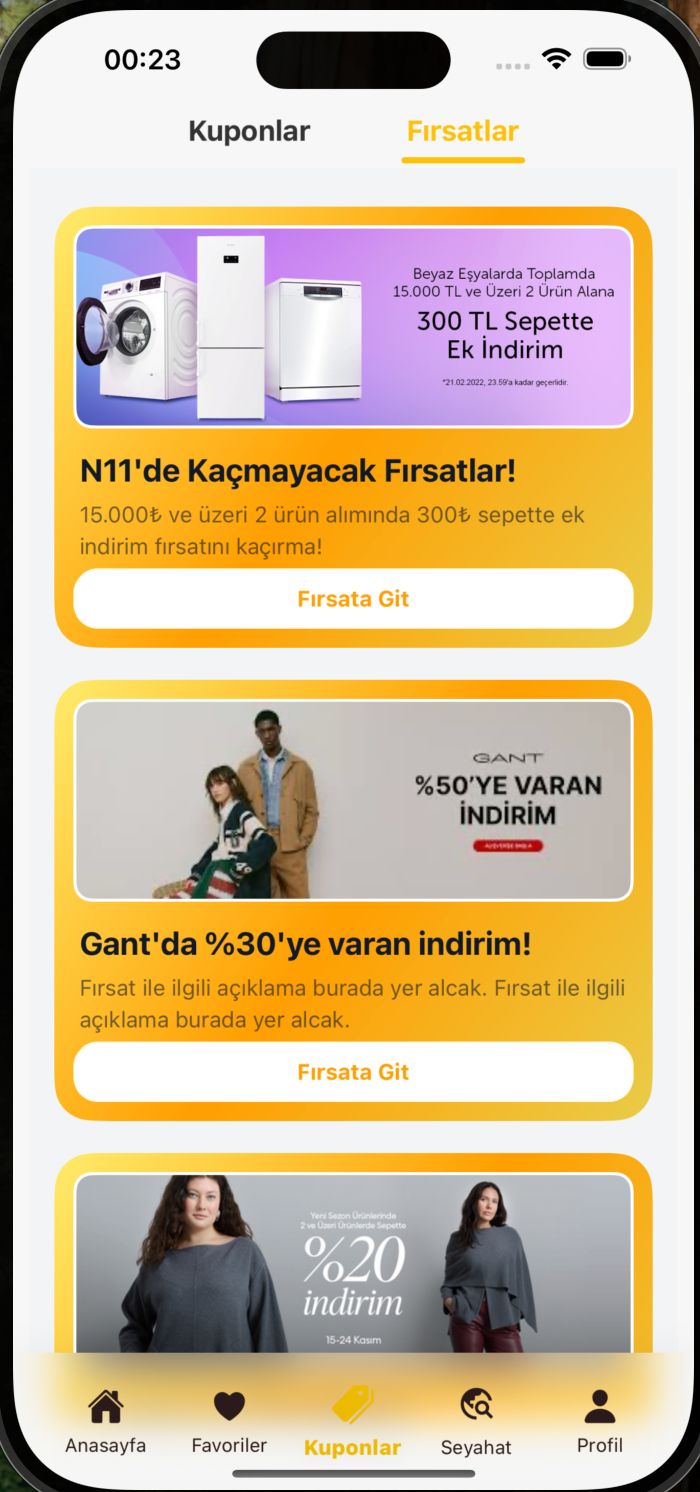 00:23
Kuponlar
Fırsatlar
Beyaz Eşyalarda Toplamda
15.000 TL ve Üzeri 2 Ürün Alana
300 TL Sepette
Ek İndirim
*21.02.2022, 23.59'a kadar geçerlidir.
N11'de Kaçmayacak Fırsatlar!
15.000₺ ve üzeri 2 ürün alımında 300₺ sepette ek
indirim fırsatını kaçırma!
Fırsata Git
GANT
%50'YE VARAN
İNDİRİM
ALIŞVERİŞE BAŞLA
Gant'da %30'ye varan indirim!
Fırsat ile ilgili açıklama burada yer alcak. Fırsat ile ilgili
açıklama burada yer alcak.
Fırsata Git
Yeni Sezon Ürünlerinde
2 ve Üzeri Ürünlerde Sepette
%20
indirim
15-24 Kasım
Anasayfa
Favoriler
Kuponlar
Seyahat
Profil